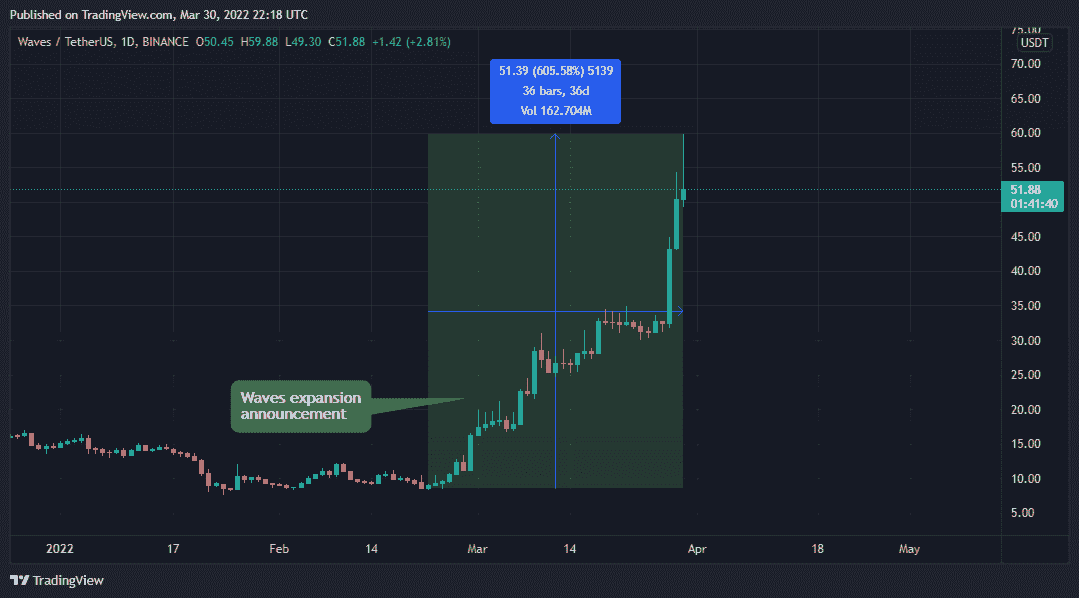 Published on TradingView.com, Mar 30, 2022 22:18 UTC
Waves / TetherUS, 1D, BINANCE O50.45 H59.88 L49.30 C51.88 +1.42 (+2.81%)
75.00
USDT
51.39 (605.58%) 5139
36 bars, 36d
Vol 162.704M
70.00
65.00
60.00
55.00
51.88
01:41:40
45.00
40.00
35.00
30.00
25.00
20.00
15.00
10.00
5.00
Waves expansion
announcement
2022 17 Feb 14 Mar 14 Apr 18 May
TradingView